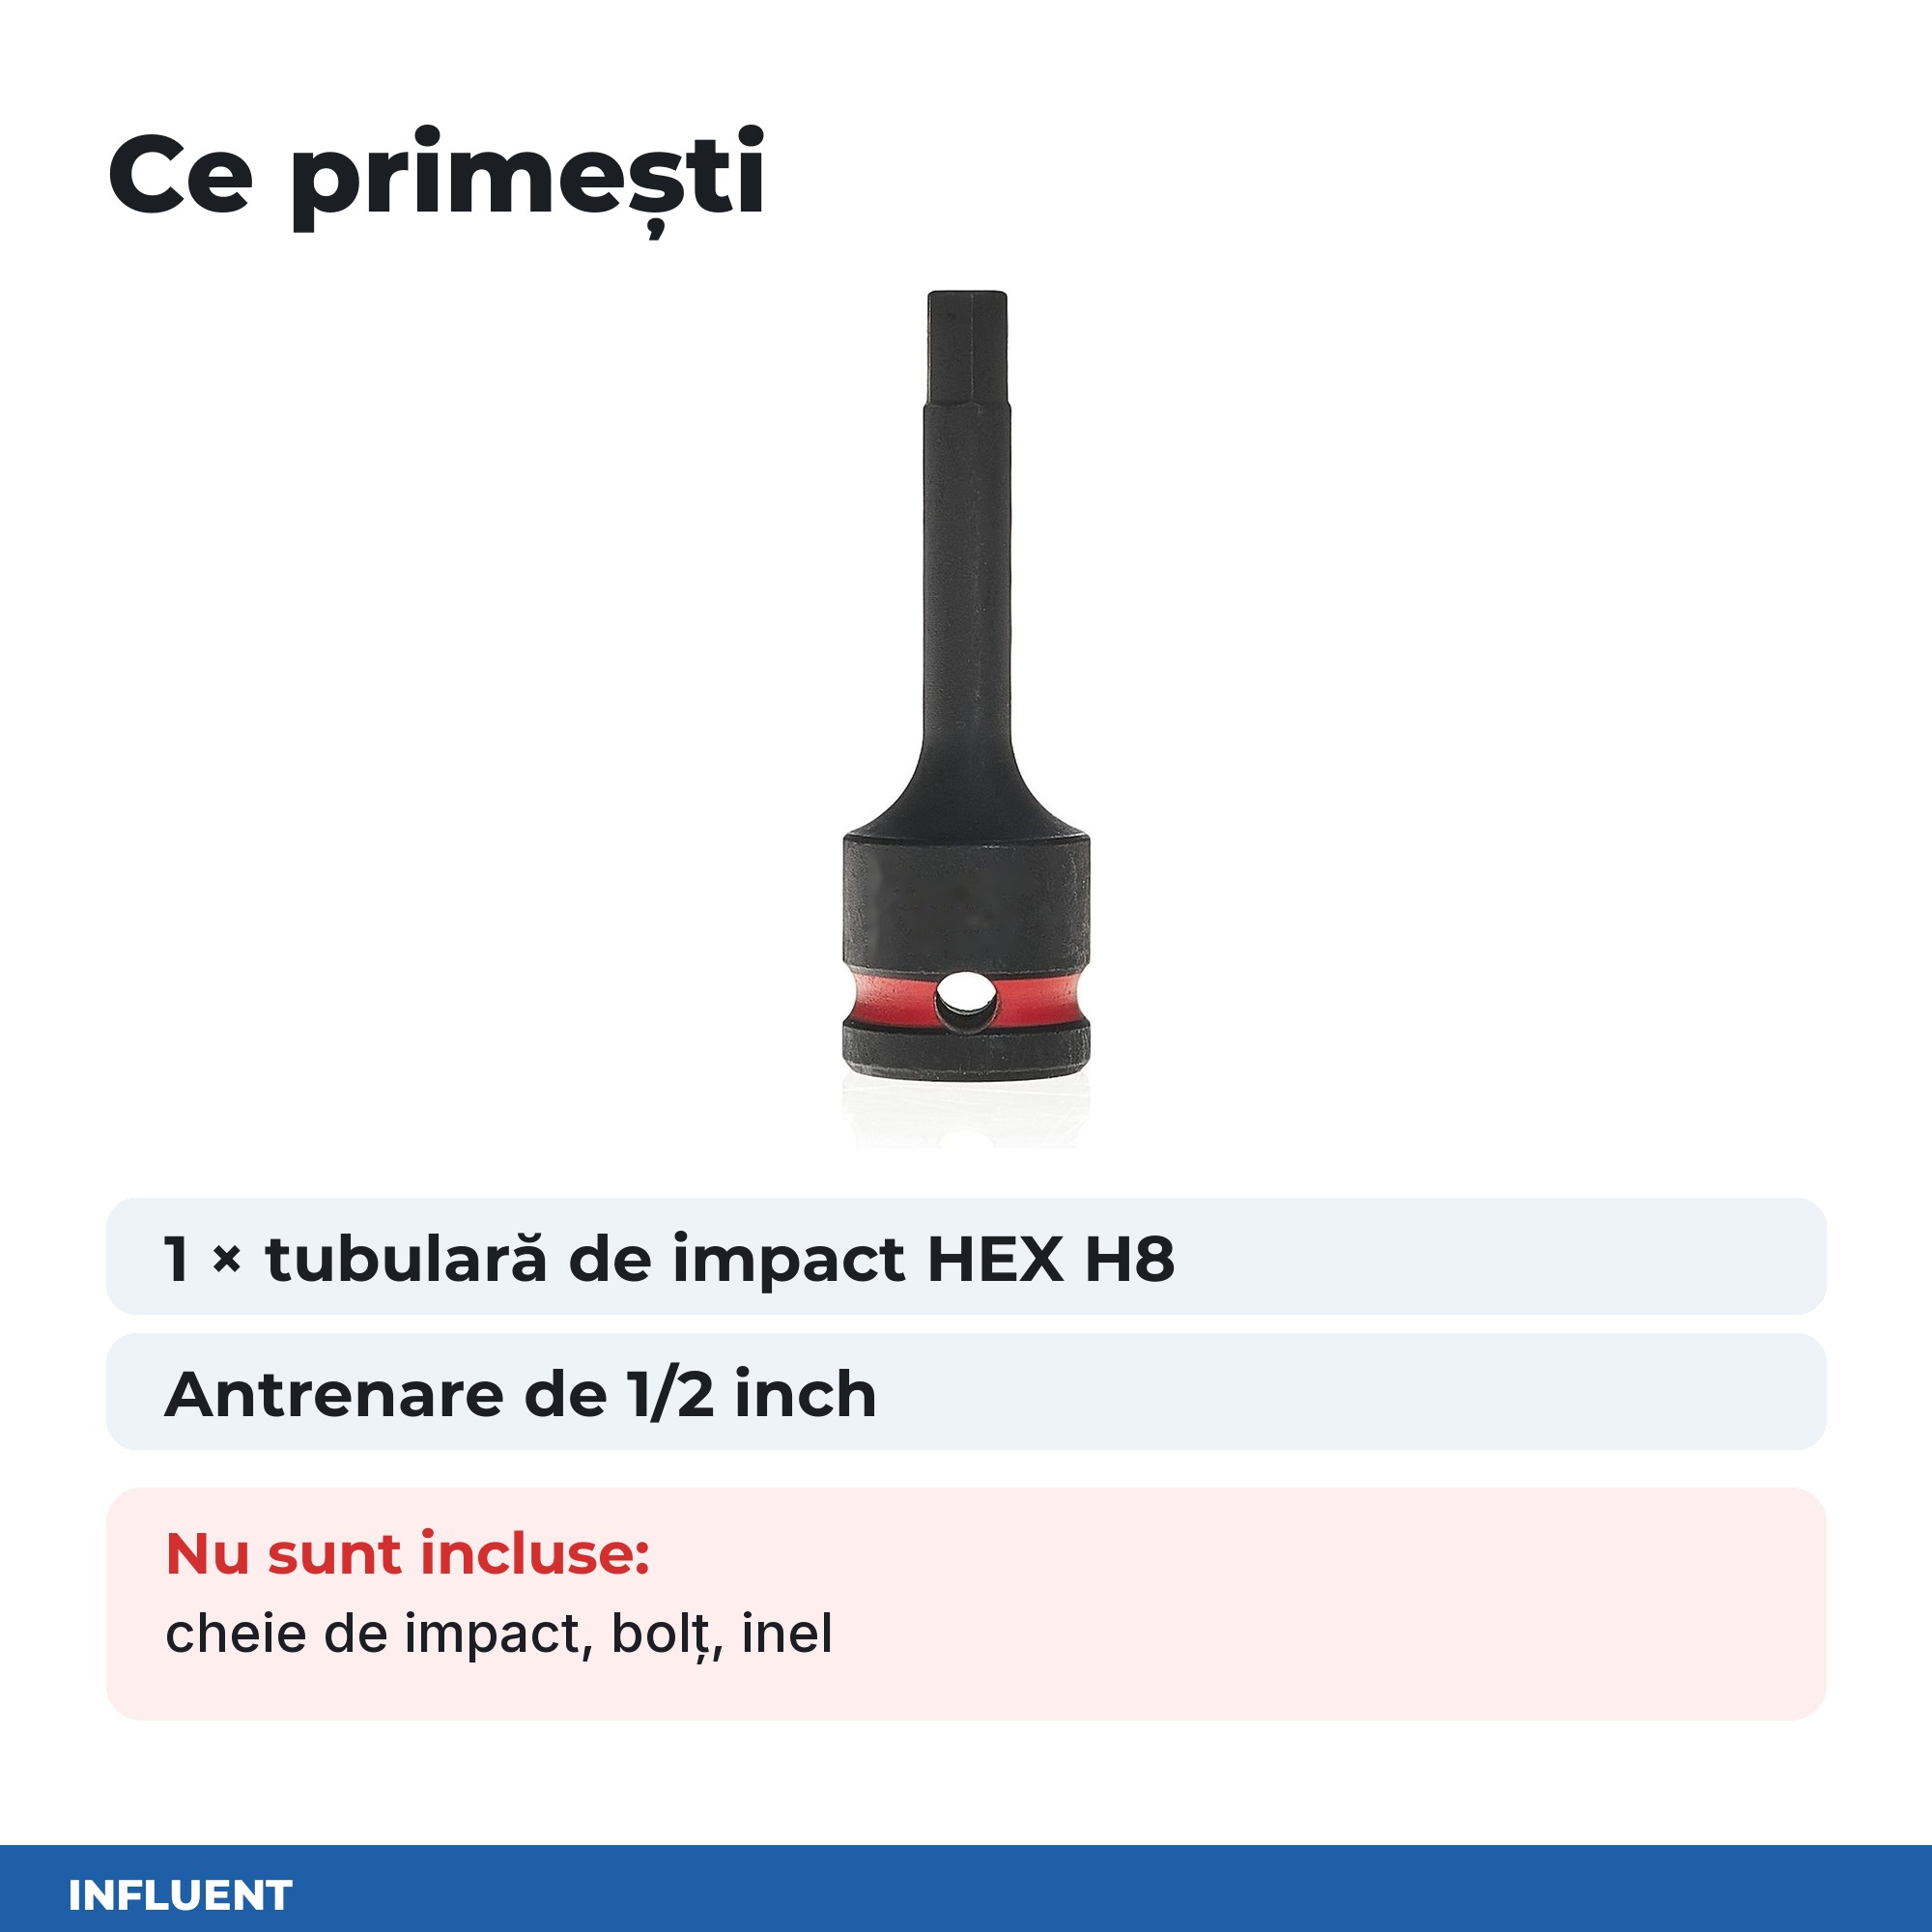 Ce primești
1 × tubulară de impact HEX H8
Antrenare de 1/2 inch
Nu sunt incluse:
cheie de impact, bolț, inel
INFLUENT